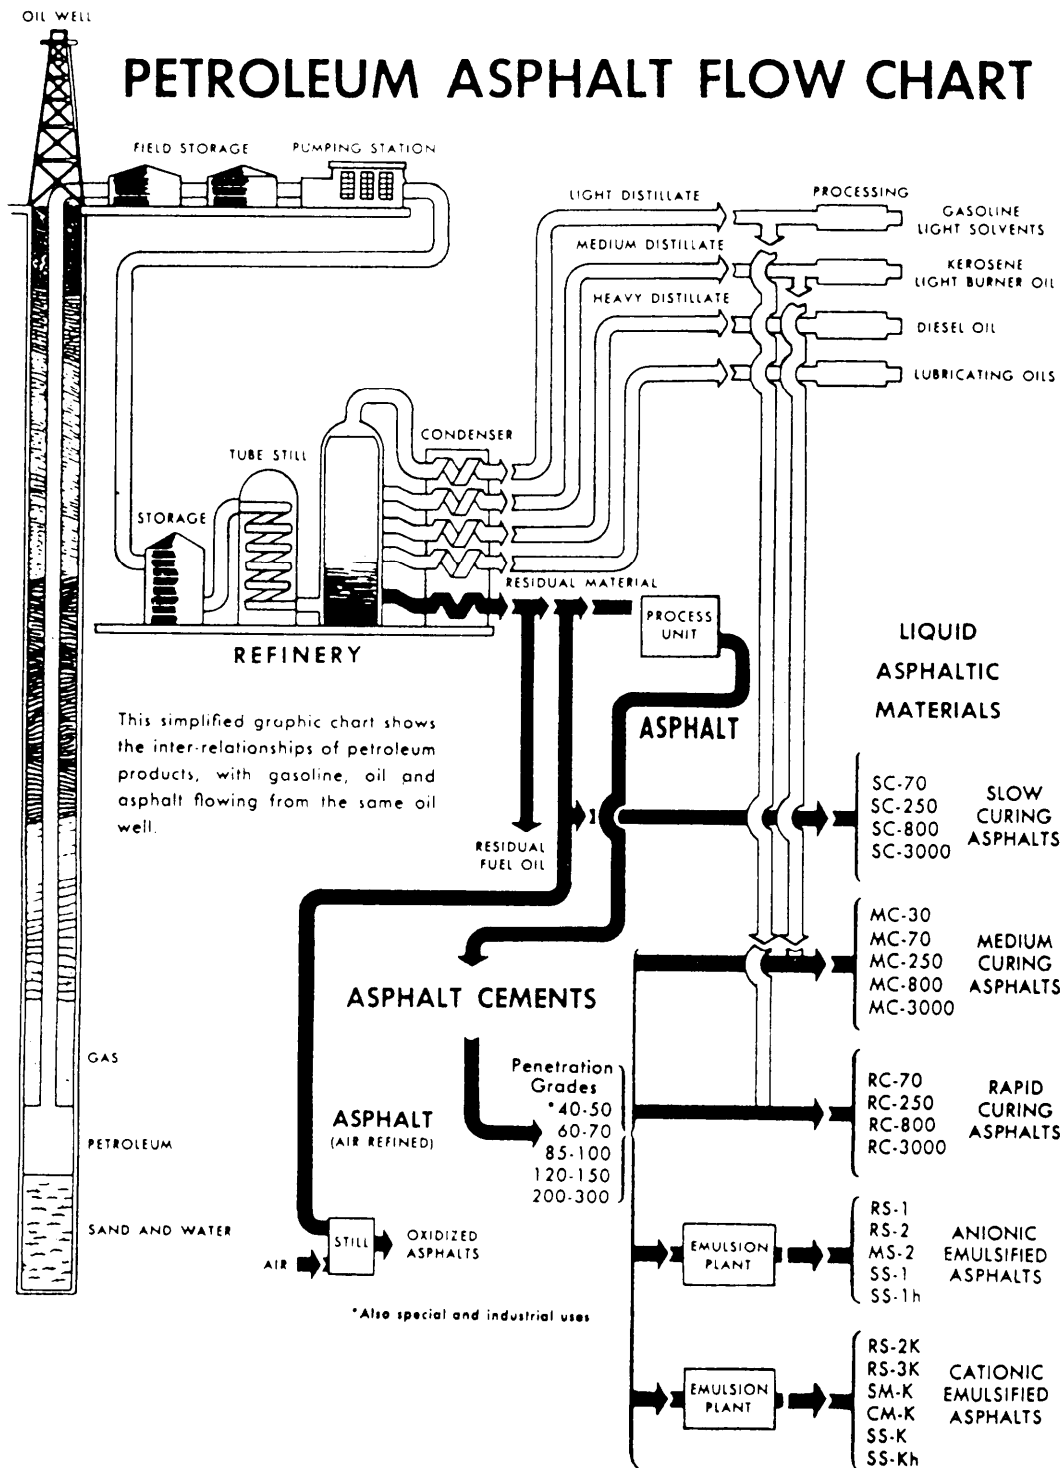 OIL WELL
PETROLEUM ASPHALT FLOW CHART
FIELD STORAGE
PUMPING STATION
LIGHT DISTILLATE
PROCESSING
GASOLINE
LIGHT SOLVENTS
MEDIUM DISTILLATE
KEROSENE
LIGHT BURNER OIL
HEAVY DISTILLATE
DIESEL OIL
LUBRICATING OILS
CONDENSER
TUBE STILL
STORAGE
RESIDUAL MATERIAL
PROCESS
UNIT
REFINERY
LIQUID
ASPHALTIC
MATERIALS
This simplified graphic chart shows
the inter-relationships of petroleum
products, with gasoline, oil and
asphalt flowing from the same oil
well.
ASPHALT
RESIDUAL
FUEL OIL
SC-70
SC-250
SC-800
SC-3000
SLOW
CURING
ASPHALTS
MC-30
MC-70
MC-250
MC-800
MC-3000
MEDIUM
CURING
ASPHALTS
ASPHALT CEMENTS
GAS
Penetration
Grades
*40-50
60-70
85-100
120-150
200-300
RC-70
RC-250
RC-800
RC-3000
RAPID
CURING
ASPHALTS
ASPHALT
(AIR REFINED)
PETROLEUM
SAND AND WATER
STILL
OXIDIZED
ASPHALTS
AIR
EMULSION
PLANT
RS-1
RS-2
MS-2
SS-1
SS-1h
ANIONIC
EMULSIFIED
ASPHALTS
*Also special and industrial uses
EMULSION
PLANT
RS-2K
RS-3K
SM-K
CM-K
SS-K
SS-Kh
CATIONIC
EMULSIFIED
ASPHALTS